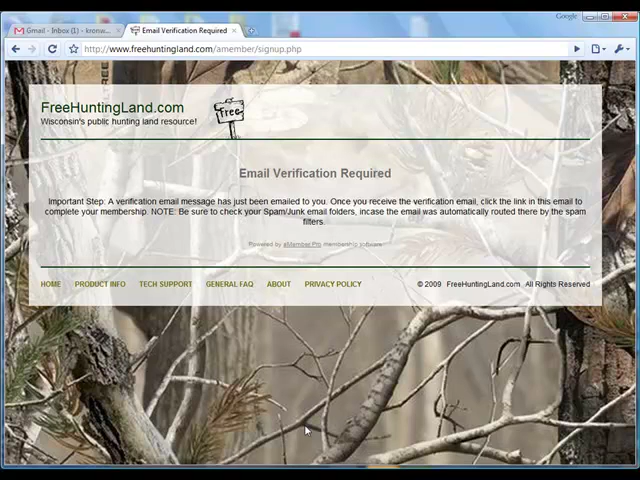 Google
Gmail - Inbox (1) - kronw...
Email Verification Required
http://www.freehuntingland.com/amember/signup.php
FreeHuntingLand.com
Free
Wisconsin's public hunting land resource!
Email Verification Required
Important Step: A verification email message has just been emailed to you. Once you receive the verification email, click the link in this email to
complete your membership. NOTE: Be sure to check your Spam/Junk email folders, incase the email was automatically routed there by the spam
filters.
Powered by aMember Pro membership software
HOME PRODUCT INFO TECH SUPPORT GENERAL FAQ ABOUT PRIVACY POLICY © 2009 FreeHuntingLand.com All Rights Reserved